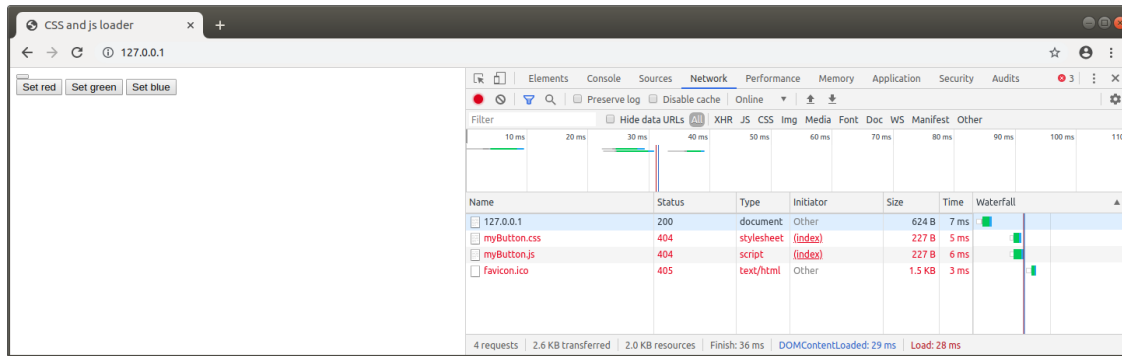 CSS and js loader
127.0.0.1
Set red Set green Set blue
Elements Console Sources Network Performance Memory Application Security Audits 3
Preserve log Disable cache Online
Filter Hide data URLs All XHR JS CSS Img Media Font Doc WS Manifest Other
10 ms 20 ms 30 ms 40 ms 50 ms 60 ms 70 ms 80 ms 90 ms 100 ms 110
Name Status Type Initiator Size Time Waterfall
127.0.0.1 200 document Other 624 B 7 ms
myButton.css 404 stylesheet (index) 227 B 5 ms
myButton.js 404 script (index) 227 B 6 ms
favicon.ico 405 text/html Other 1.5 KB 3 ms
4 requests 2.6 KB transferred 2.0 KB resources Finish: 36 ms DOMContentLoaded: 29 ms Load: 28 ms